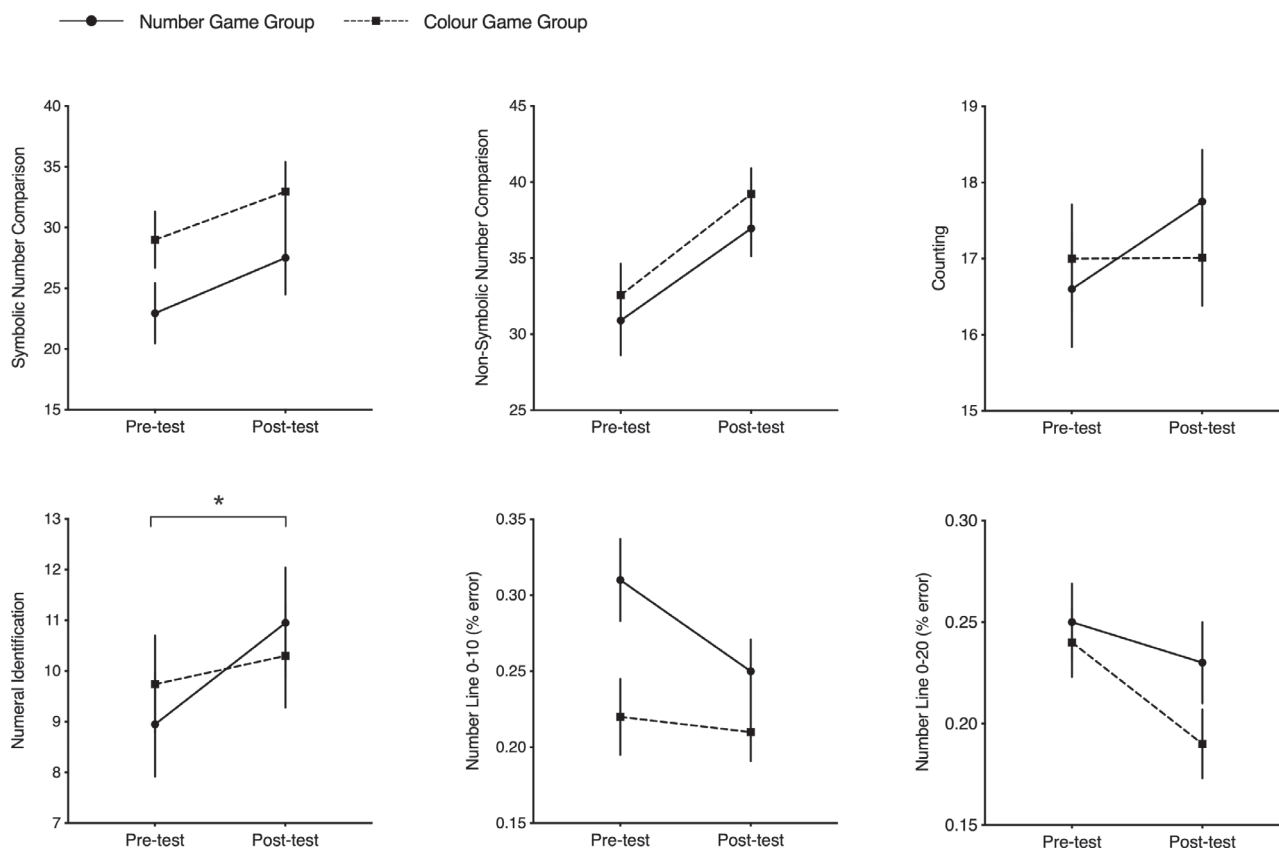 Number Game Group
Colour Game Group
Symbolic Number Comparison
40
35
30
25
20
15
Pre-test
Post-test
Non-Symbolic Number Comparison
45
40
35
30
25
Pre-test
Post-test
Counting
19
18
17
16
15
Pre-test
Post-test
Numeral Identification
13
12
11
10
9
8
7
*
Pre-test
Post-test
Number Line 0-10 (% error)
0.35
0.30
0.25
0.20
0.15
Pre-test
Post-test
Number Line 0-20 (% error)
0.30
0.25
0.20
0.15
Pre-test
Post-test